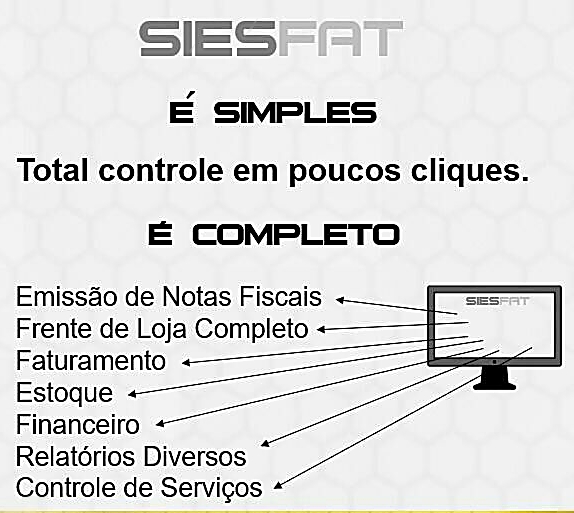 SIESFAT
É SIMPLES
Total controle em poucos cliques.
É COMPLETO
Emissão de Notas Fiscais
SIESFAT
Frente de Loja Completo
Faturamento
Estoque
Financeiro
Relatórios Diversos
Controle de Serviços